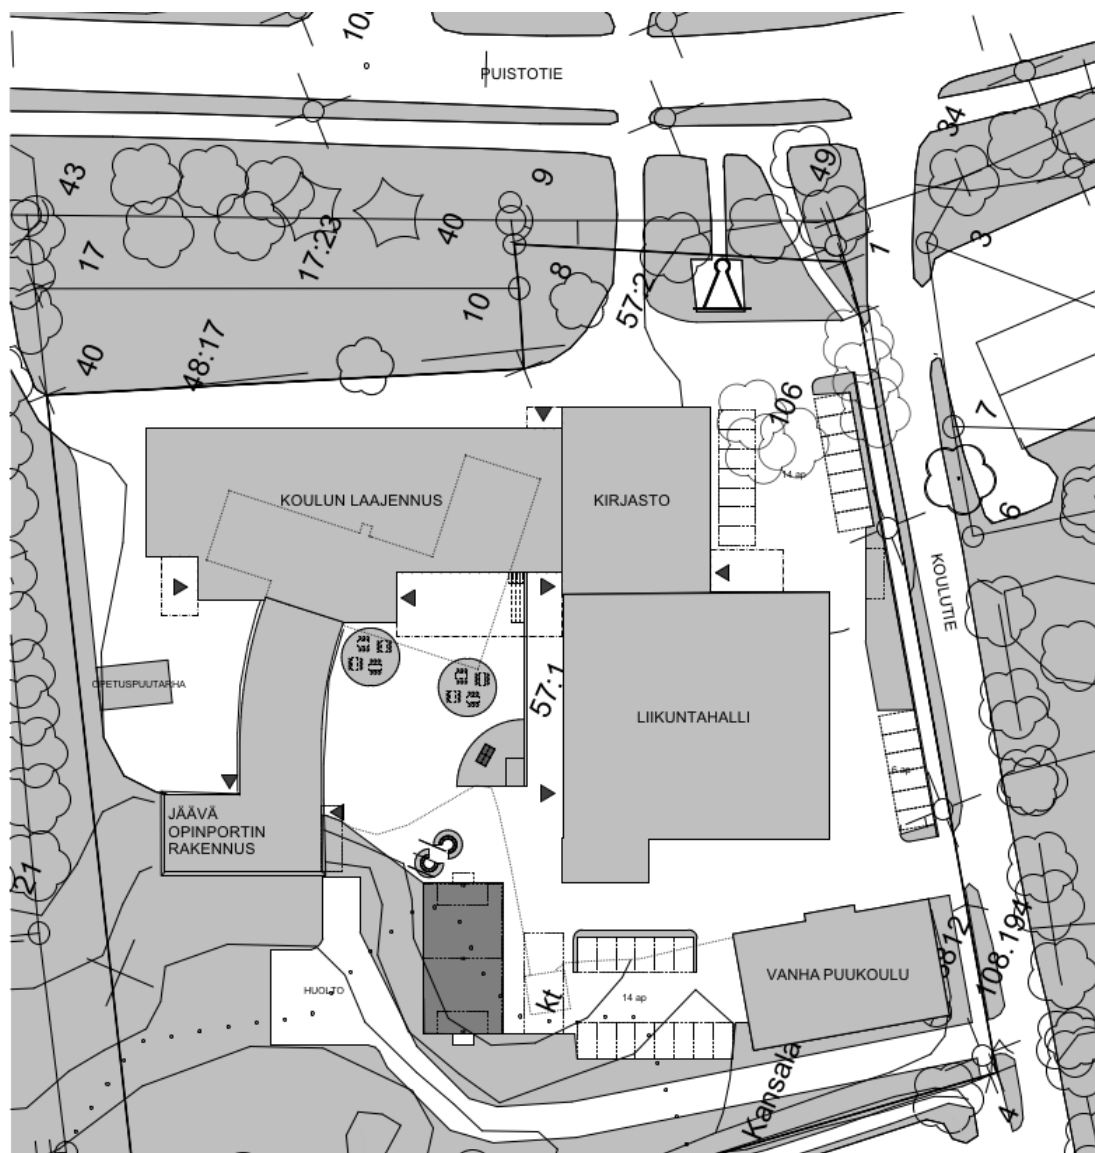 PUISTOTIE
34
43
9
49
40
17:23
17
8
1
3
57:2
10
40
48:17
106
7
14 ap
KOULUN LAAJENNUS
KIRJASTO
6
KOULUTIE
OPETUSPUUTARHA
57:1
LIIKUNTAHALLI
6 ap
JÄÄVÄ
OPINPORTIN
RAKENNUS
21
108.194
VANHA PUUKOULU
HUOLTO
kt
14 ap
Kansala
4